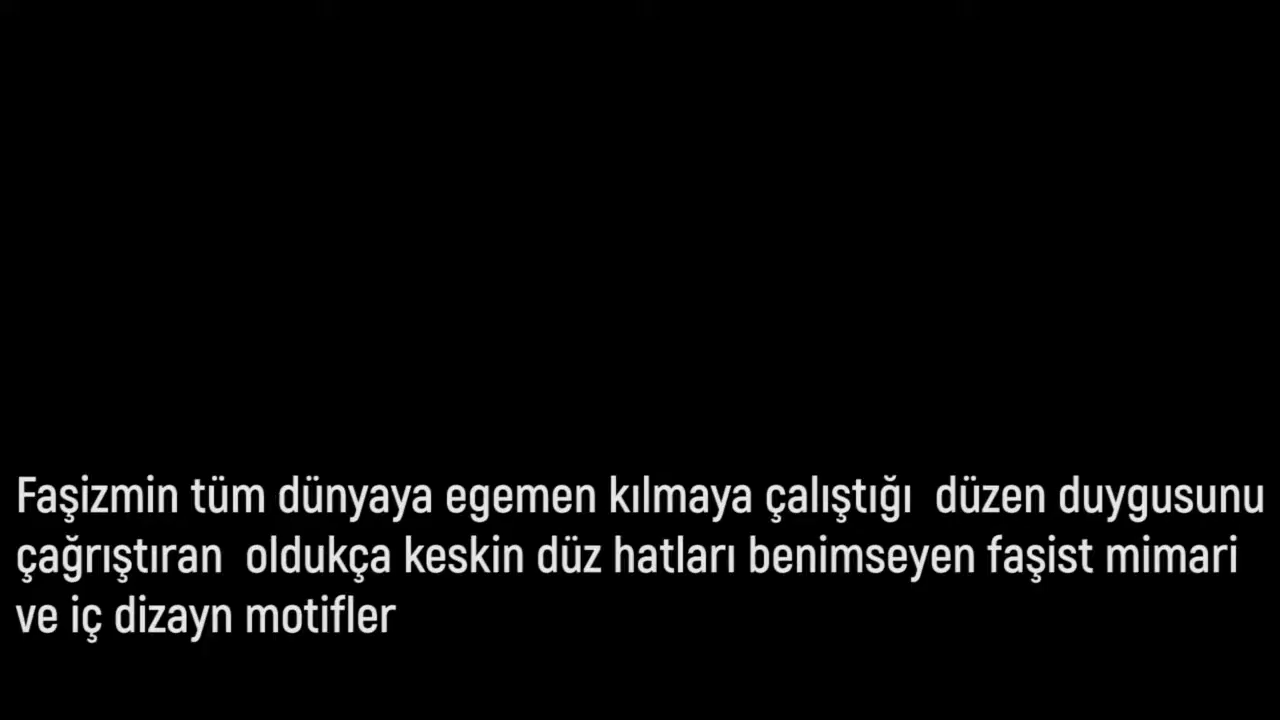 Faşizmin tüm dünyaya egemen kılmaya çalıştığı  düzen duygusunu
çağrıştıran  oldukça keskin düz hatları benimseyen faşist mimari
ve iç dizayn motifler